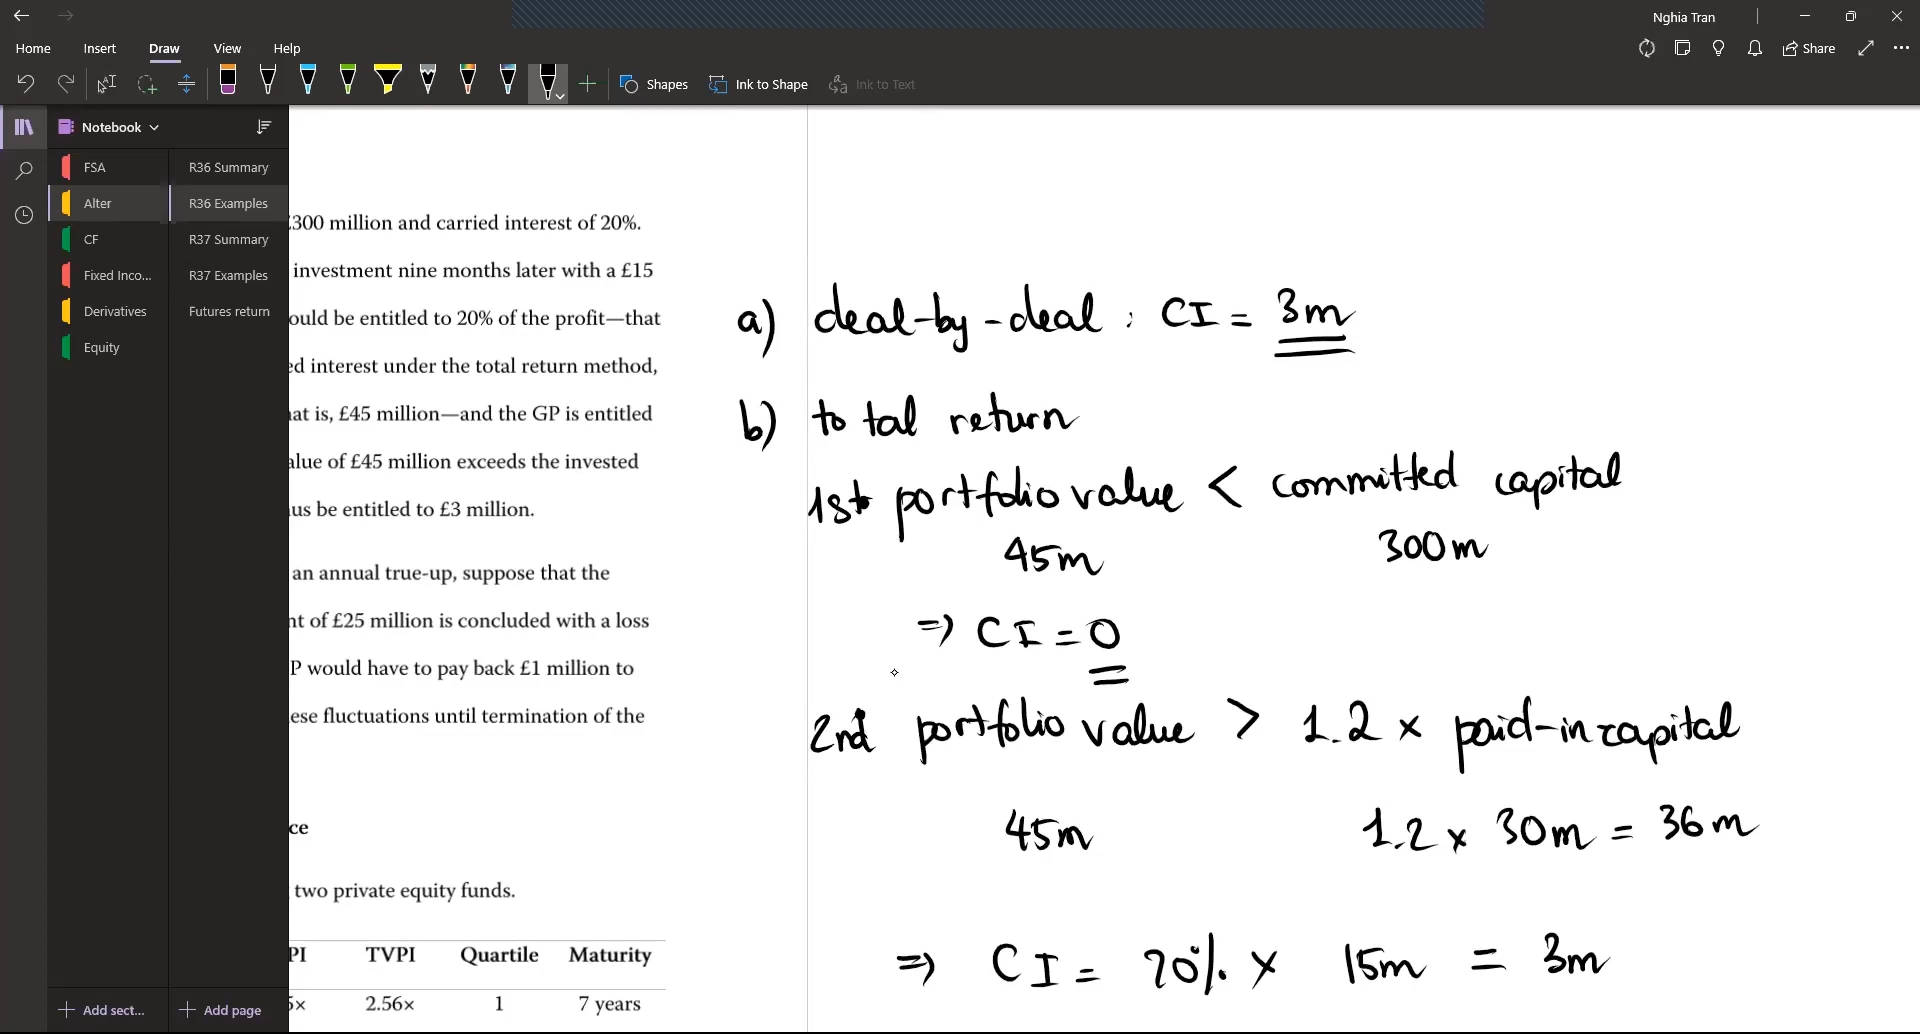 Nghia Tran
Home Insert Draw View Help
Share
Shapes Ink to Shape Ink to Text
Notebook
FSA
Alter
CF
Fixed Inco...
Derivatives
Equity
R36 Summary
R36 Examples
R37 Summary
R37 Examples
Futures return
£300 million and carried interest of 20%.
investment nine months later with a £15
ould be entitled to 20% of the profit—that
ed interest under the total return method,
hat is, £45 million—and the GP is entitled
alue of £45 million exceeds the invested
us be entitled to £3 million.
an annual true-up, suppose that the
nt of £25 million is concluded with a loss
P would have to pay back £1 million to
ese fluctuations until termination of the
ce
two private equity funds.
PI TVPI Quartile Maturity
5× 2.56× 1 7 years
a) deal-by-deal : CI = 3m
b) total return
1st portfolio value < committed capital
45m 300m
=> CI = 0
2nd portfolio value > 1.2 × paid-in capital
45m 1.2 × 30m = 36m
=> CI = 20% × 15m = 3m
Add sect... Add page